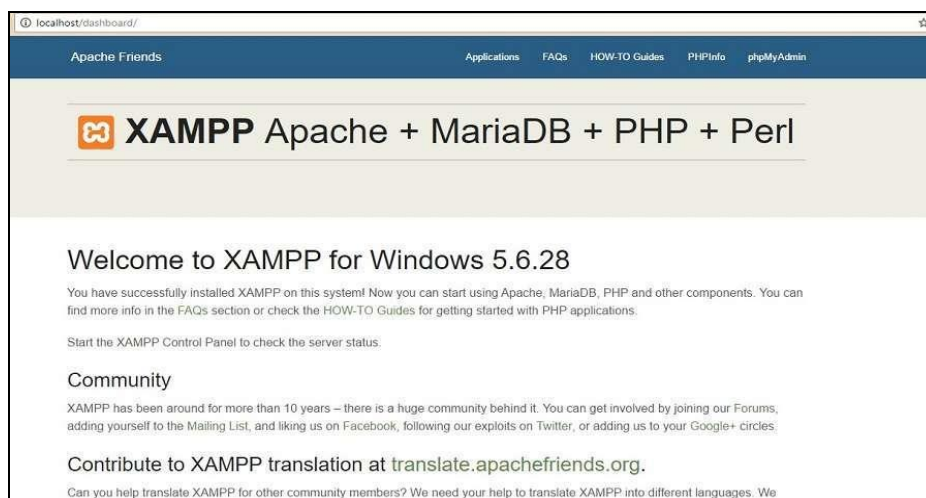 localhost/dashboard/
Apache Friends Applications FAQs HOW-TO Guides PHPInfo phpMyAdmin
XAMPP Apache + MariaDB + PHP + Perl
Welcome to XAMPP for Windows 5.6.28
You have successfully installed XAMPP on this system! Now you can start using Apache, MariaDB, PHP and other components. You can
find more info in the FAQs section or check the HOW-TO Guides for getting started with PHP applications.
Start the XAMPP Control Panel to check the server status.
Community
XAMPP has been around for more than 10 years – there is a huge community behind it. You can get involved by joining our Forums,
adding yourself to the Mailing List, and liking us on Facebook, following our exploits on Twitter, or adding us to your Google+ circles
Contribute to XAMPP translation at translate.apachefriends.org.
Can you help translate XAMPP for other community members? We need your help to translate XAMPP into different languages. We